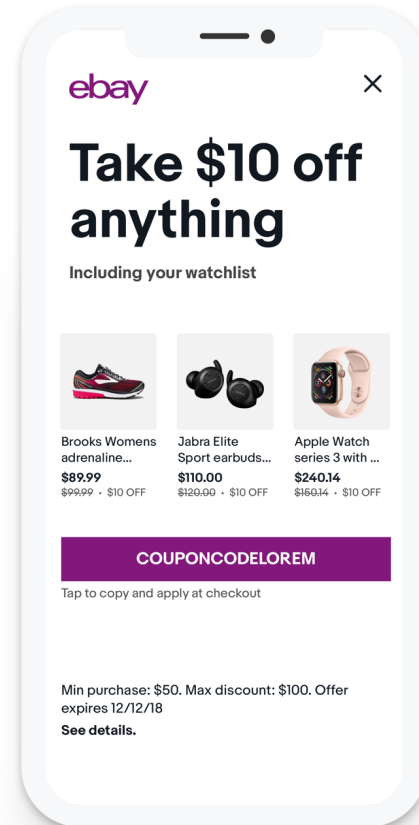 ebay
Take $10 off
anything
Including your watchlist
Brooks Womens
adrenaline...
$89.99
$99.99 · $10 OFF
Jabra Elite
Sport earbuds...
$110.00
$120.00 · $10 OFF
Apple Watch
series 3 with ...
$240.14
$150.14 · $10 OFF
COUPONCODELOREM
Tap to copy and apply at checkout
Min purchase: $50. Max discount: $100. Offer
expires 12/12/18
See details.